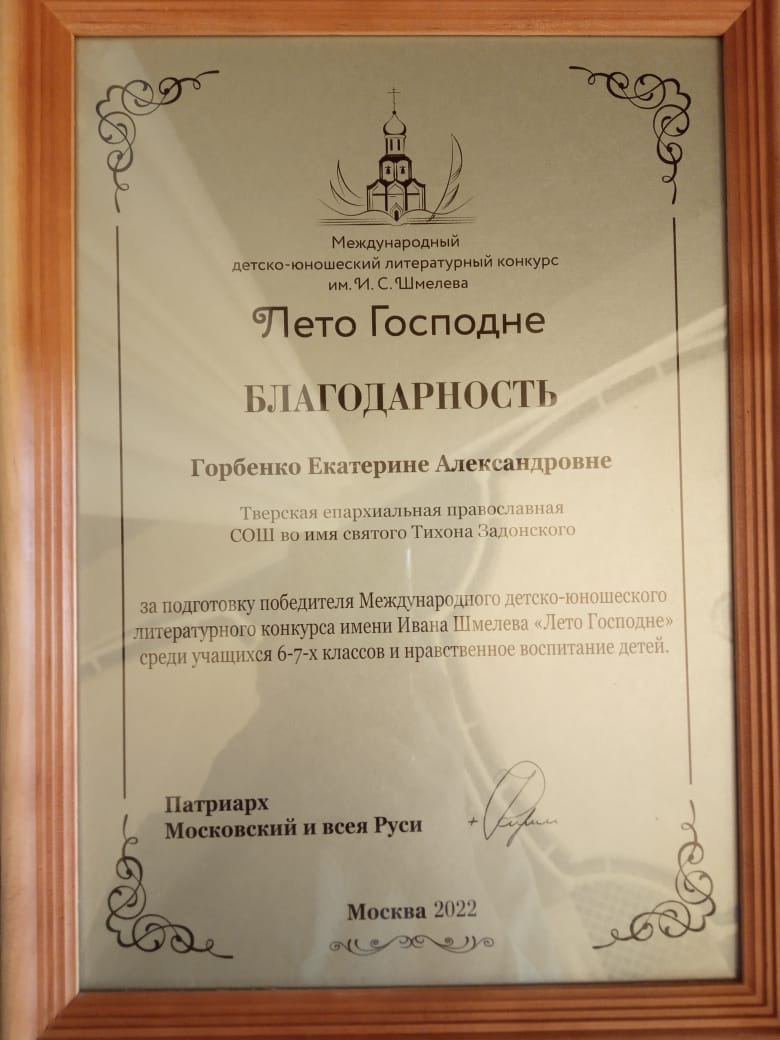 Международный
детско-юношеский литературный конкурс
им. И. С. Шмелева
Лето Господне
БЛАГОДАРНОСТЬ
Горбенко Екатерине Александровне
Тверская епархиальная православная
СОШ во имя святого Тихона Задонского
за подготовку победителя Международного детско-юношеского
литературного конкурса имени Ивана Шмелева «Лето Господне»
среди учащихся 6-7-х классов и нравственное воспитание детей.
Патриарх
Московский и всея Руси
Москва 2022